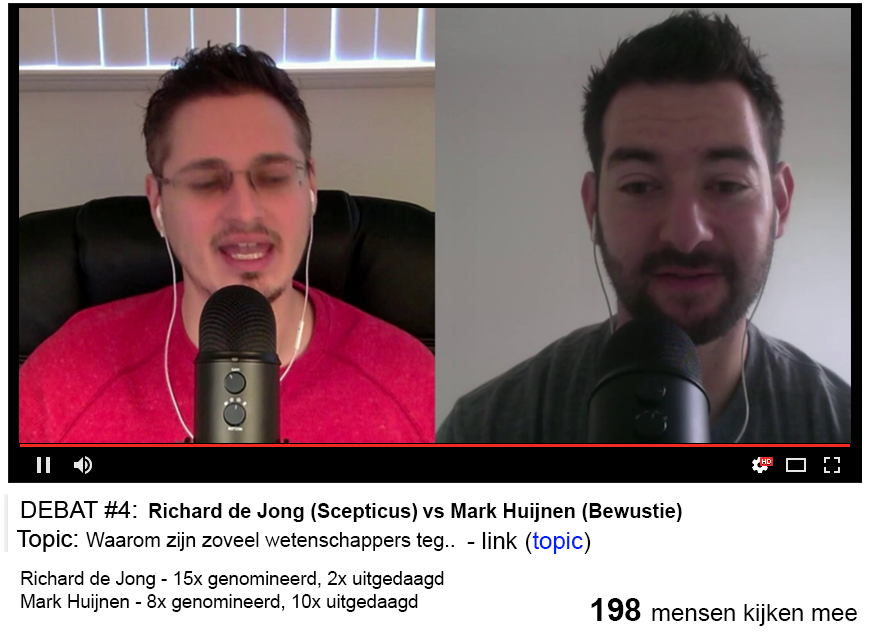 HD
DEBAT #4: Richard de Jong (Scepticus) vs Mark Huijnen (Bewustie)
Topic: Waarom zijn zoveel wetenschappers teg.. - link (topic)
Richard de Jong - 15x genomineerd, 2x uitgedaagd
Mark Huijnen - 8x genomineerd, 10x uitgedaagd
198 mensen kijken mee